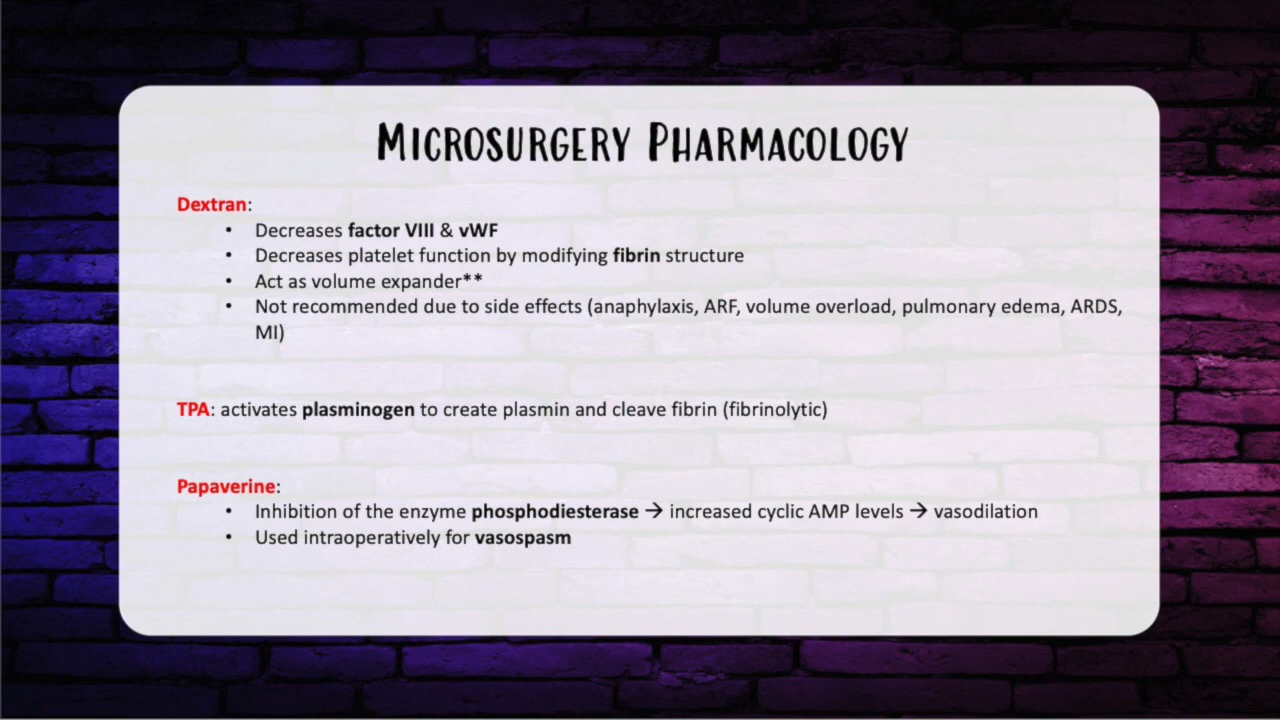 MICROSURGERY PHARMACOLOGY
Dextran:
• Decreases factor VIII & vWF
• Decreases platelet function by modifying fibrin structure
• Act as volume expander**
• Not recommended due to side effects (anaphylaxis, ARF, volume overload, pulmonary edema, ARDS,
MI)
TPA: activates plasminogen to create plasmin and cleave fibrin (fibrinolytic)
Papaverine:
• Inhibition of the enzyme phosphodiesterase → increased cyclic AMP levels → vasodilation
• Used intraoperatively for vasospasm